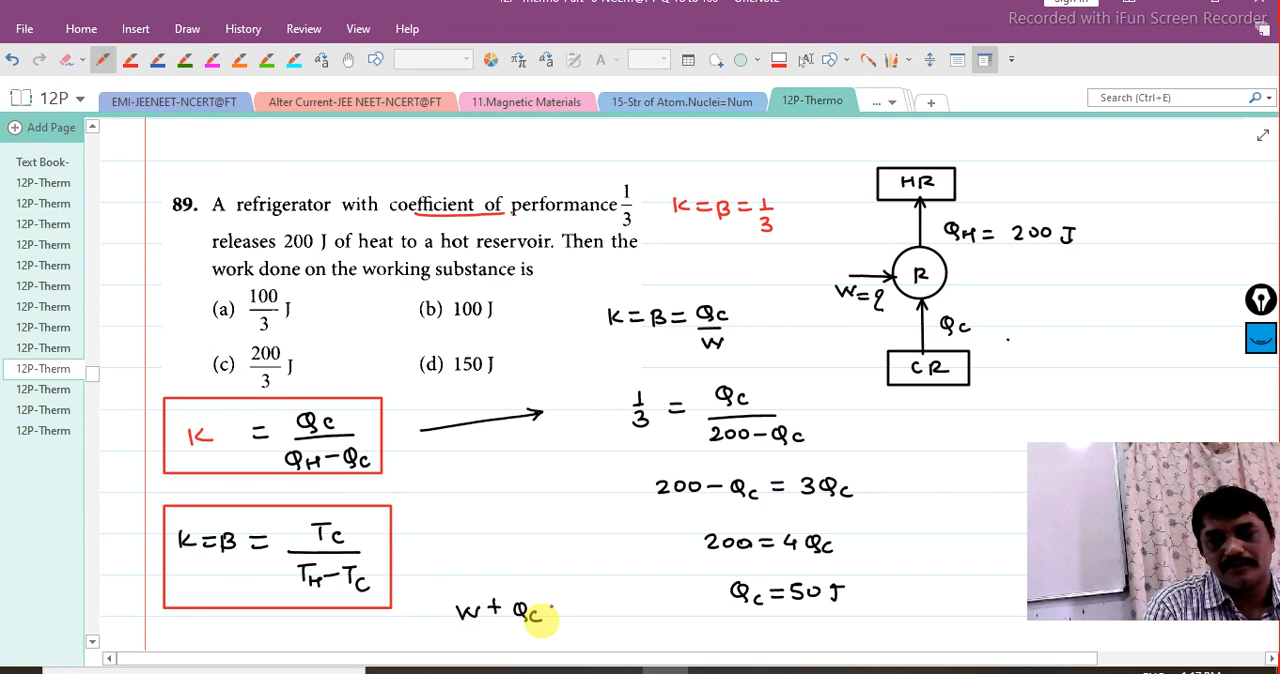 12P-Thermo-Part
OneNote
Sign in
Recorded with iFun Screen Recorder
File Home Insert Draw History Review View Help
12P
EMI-JEENEET-NCERT@FT
Alter Current-JEE NEET-NCERT@FT
11.Magnetic Materials
15-Str of Atom.Nuclei=Num
12P-Thermo
...
Search (Ctrl+E)
Add Page
Text Book-
12P-Therm
12P-Therm
12P-Therm
12P-Therm
12P-Therm
12P-Therm
12P-Therm
12P-Therm
12P-Therm
12P-Therm
12P-Therm
12P-Therm
12P-Therm
89. A refrigerator with coefficient of performance 1/3
releases 200 J of heat to a hot reservoir. Then the
work done on the working substance is
(a) 100/3 J (b) 100 J
(c) 200/3 J (d) 150 J
K = B = 1/3
K = B = Qc/W
K = Qc/(QH-Qc)
K=B = Tc/(TH-Tc)
1/3 = Qc/(200-Qc)
200-Qc = 3Qc
200 = 4Qc
Qc = 50 J
W + Qc
HR
QH = 200 J
R
W=?
Qc
CR